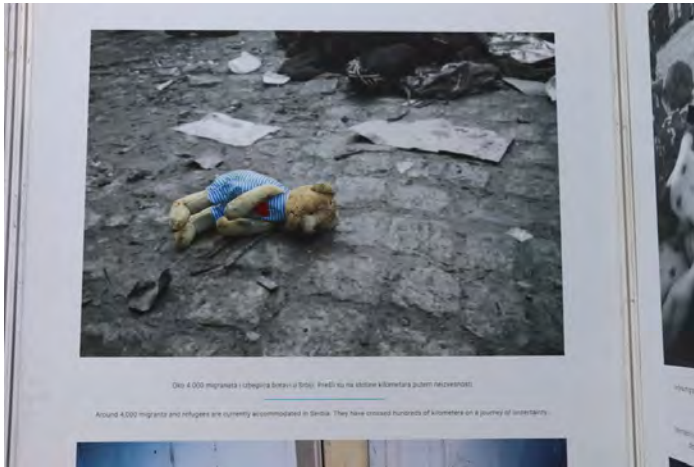 Oko 4.000 migranata i izbeglica boravi u Srbiji. Prešli su na stotine kilometara putem neizvesnosti.
Around 4,000 migrants and refugees are currently accommodated in Serbia. They have crossed hundreds of kilometers on a journey of uncertainty.